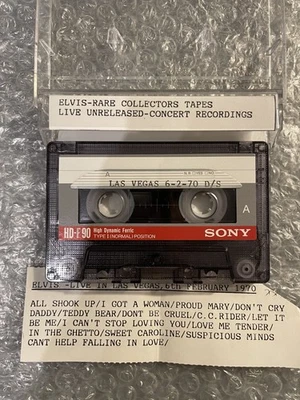 ELVIS-RARE COLLECTORS TAPES
LIVE UNRELEASED-CONCERT RECORDINGS
A
LAS VEGAS 6-2-70 D/S
A
HD-F 90 High Dynamic Ferric
TYPE I (NORMAL) POSITION
SONY
ELVIS -LIVE IN LAS VEGAS,6th FEBRUARY 1970
ALL SHOOK UP/I GOT A WOMAN/PROUD MARY/DON'T CRY
DADDY/TEDDY BEAR/DONT BE CRUEL/C.C.RIDER/LET IT
BE ME/I CAN'T STOP LOVING YOU/LOVE ME TENDER/
IN THE GHETTO/SWEET CAROLINE/SUSPICIOUS MINDS
CANT HELP FALLING IN LOVE/